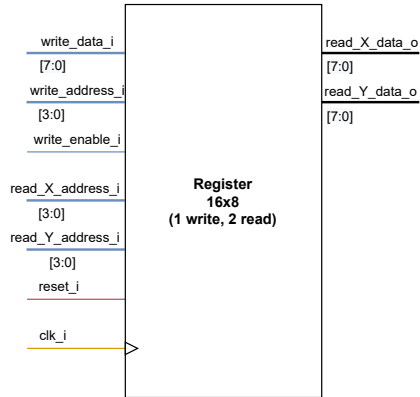 write_data_i
[7:0]
write_address_i
[3:0]
write_enable_i
read_X_address_i
[3:0]
read_Y_address_i
[3:0]
reset_i
clk_i
Register
16x8
(1 write, 2 read)
read_X_data_o
[7:0]
read_Y_data_o
[7:0]